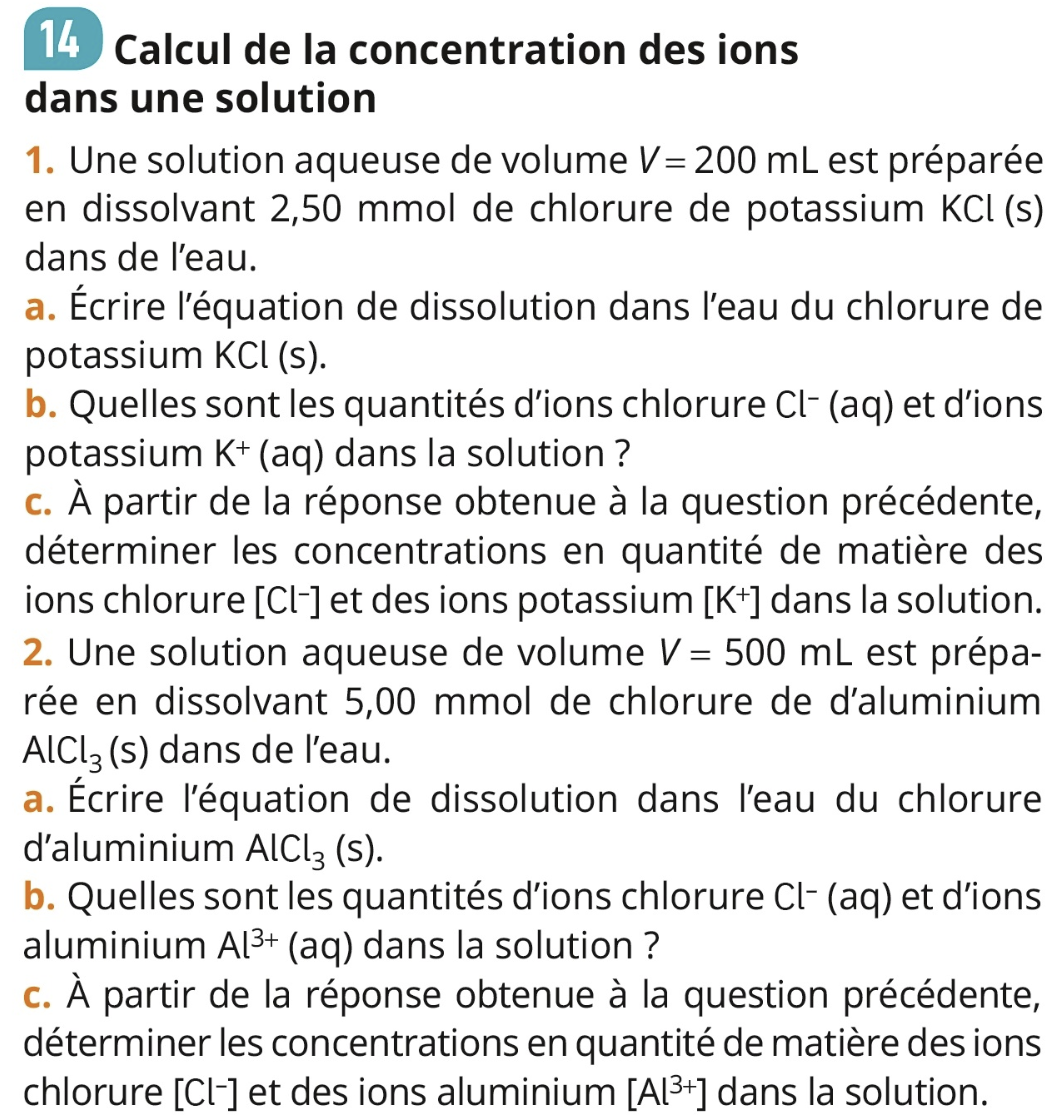 14 Calcul de la concentration des ions
dans une solution
1. Une solution aqueuse de volume V = 200 mL est préparée
en dissolvant 2,50 mmol de chlorure de potassium KCl (s)
dans de l’eau.
a. Écrire l’équation de dissolution dans l’eau du chlorure de
potassium KCl (s).
b. Quelles sont les quantités d’ions chlorure Cl⁻ (aq) et d’ions
potassium K⁺ (aq) dans la solution ?
c. À partir de la réponse obtenue à la question précédente,
déterminer les concentrations en quantité de matière des
ions chlorure [Cl⁻] et des ions potassium [K⁺] dans la solution.
2. Une solution aqueuse de volume V = 500 mL est prépa-
rée en dissolvant 5,00 mmol de chlorure de d’aluminium
AlCl₃ (s) dans de l’eau.
a. Écrire l’équation de dissolution dans l’eau du chlorure
d’aluminium AlCl₃ (s).
b. Quelles sont les quantités d’ions chlorure Cl⁻ (aq) et d’ions
aluminium Al³⁺ (aq) dans la solution ?
c. À partir de la réponse obtenue à la question précédente,
déterminer les concentrations en quantité de matière des ions
chlorure [Cl⁻] et des ions aluminium [Al³⁺] dans la solution.